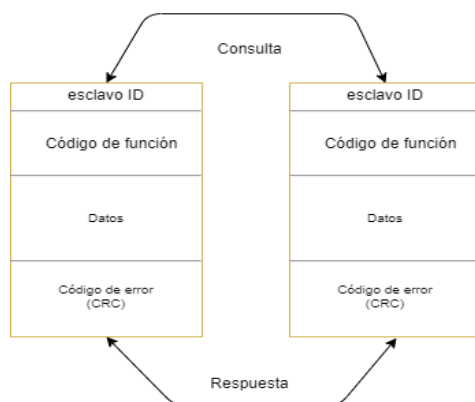 Consulta
esclavo ID
Código de función
Datos
Código de error
(CRC)
esclavo ID
Código de función
Datos
Código de error
(CRC)
Respuesta